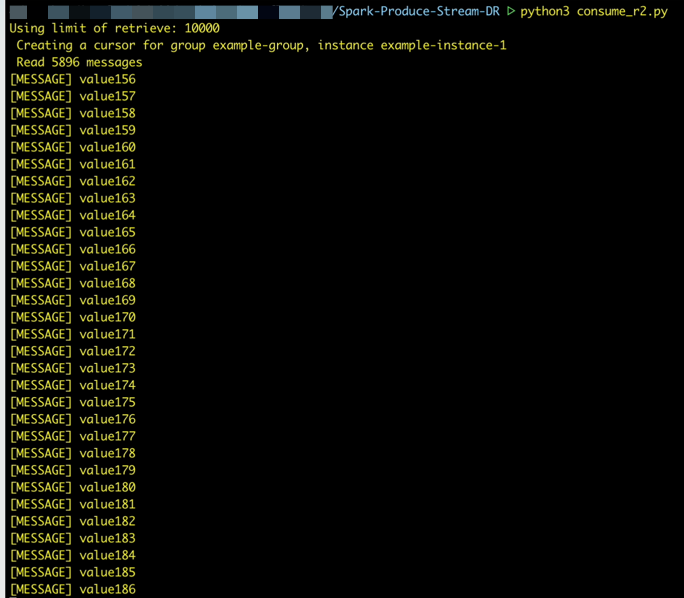 /Spark-Produce-Stream-DR ▷ python3 consume_r2.py
Using limit of retrieve: 10000
Creating a cursor for group example-group, instance example-instance-1
Read 5896 messages
[MESSAGE] value156
[MESSAGE] value157
[MESSAGE] value158
[MESSAGE] value159
[MESSAGE] value160
[MESSAGE] value161
[MESSAGE] value162
[MESSAGE] value163
[MESSAGE] value164
[MESSAGE] value165
[MESSAGE] value166
[MESSAGE] value167
[MESSAGE] value168
[MESSAGE] value169
[MESSAGE] value170
[MESSAGE] value171
[MESSAGE] value172
[MESSAGE] value173
[MESSAGE] value174
[MESSAGE] value175
[MESSAGE] value176
[MESSAGE] value177
[MESSAGE] value178
[MESSAGE] value179
[MESSAGE] value180
[MESSAGE] value181
[MESSAGE] value182
[MESSAGE] value183
[MESSAGE] value184
[MESSAGE] value185
[MESSAGE] value186